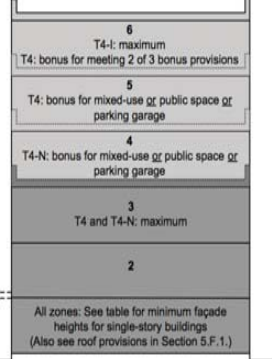 6
T4-I: maximum
T4: bonus for meeting 2 of 3 bonus provisions
5
T4: bonus for mixed-use or public space or
parking garage
4
T4-N: bonus for mixed-use or public space or
parking garage
3
T4 and T4-N: maximum
2
All zones: See table for minimum façade
heights for single-story buildings
(Also see roof provisions in Section 5.F.1.)